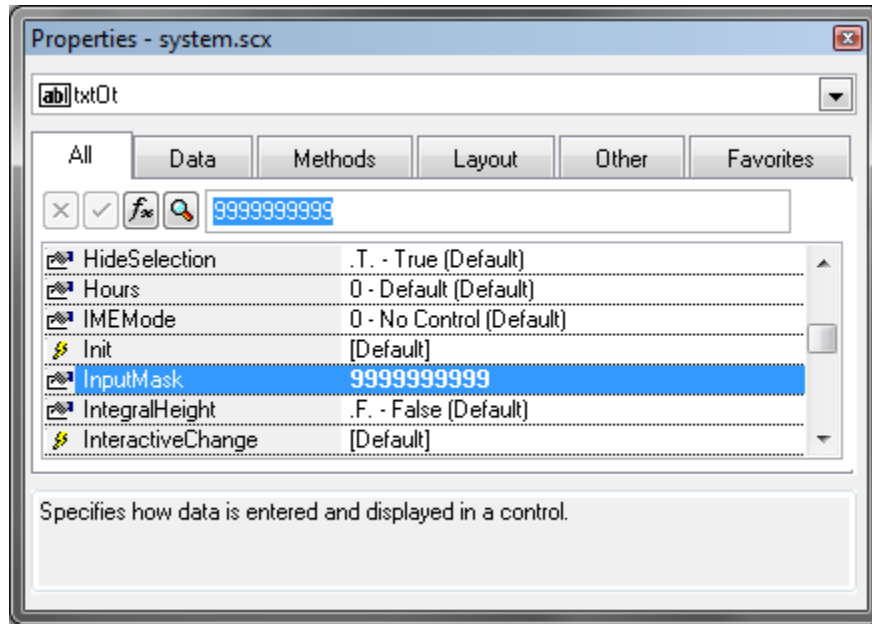 Properties - system.scx
abl txtOt
All Data Methods Layout Other Favorites
fx 9999999999
HideSelection .T. - True (Default)
Hours 0 - Default (Default)
IMEMode 0 - No Control (Default)
Init [Default]
InputMask 9999999999
IntegralHeight .F. - False (Default)
InteractiveChange [Default]
Specifies how data is entered and displayed in a control.